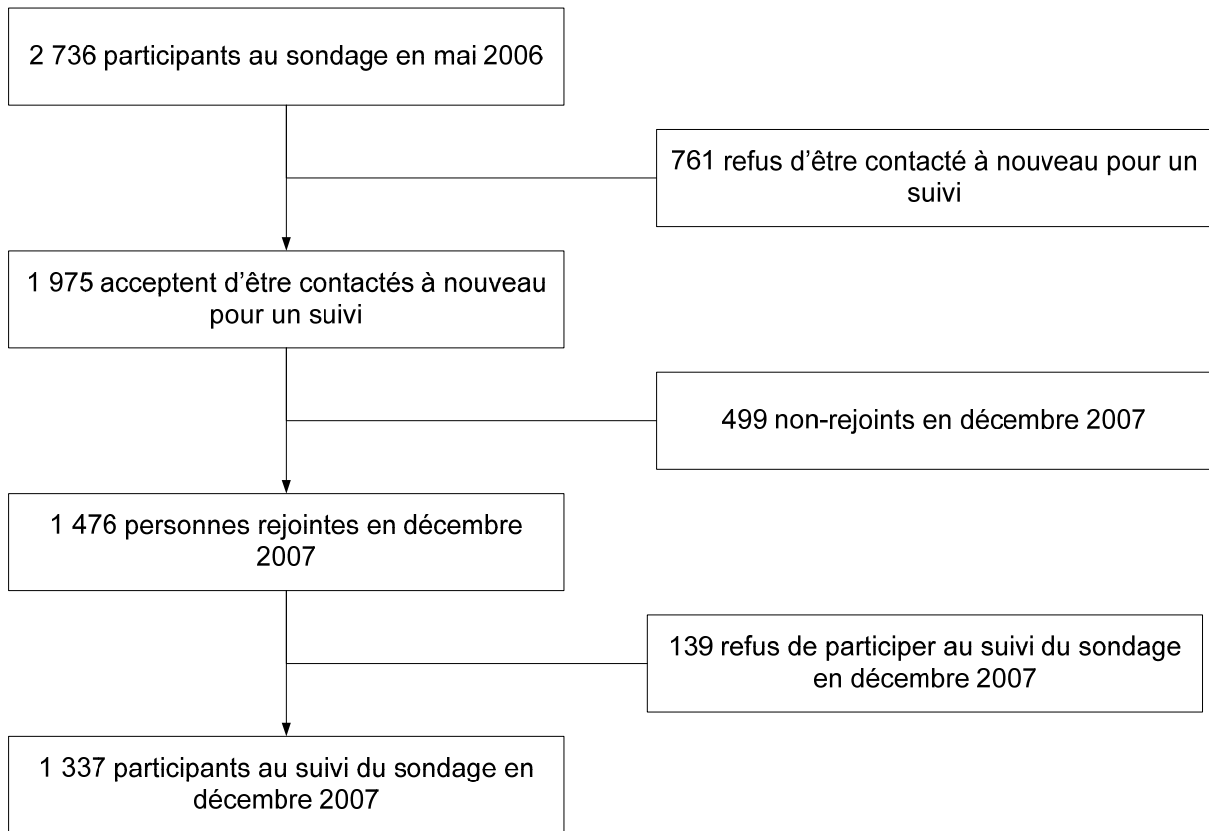 2 736 participants au sondage en mai 2006
761 refus d’être contacté à nouveau pour un
suivi
1 975 acceptent d’être contactés à nouveau
pour un suivi
499 non-rejoints en décembre 2007
1 476 personnes rejointes en décembre
2007
139 refus de participer au suivi du sondage
en décembre 2007
1 337 participants au suivi du sondage en
décembre 2007